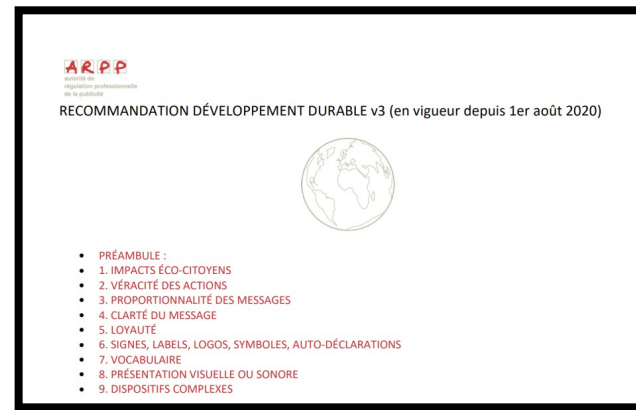 ARPP
autorité de
régulation professionnelle
de la publicité
RECOMMANDATION DÉVELOPPEMENT DURABLE v3 (en vigueur depuis 1er août 2020)
• PRÉAMBULE :
• 1. IMPACTS ÉCO-CITOYENS
• 2. VÉRACITÉ DES ACTIONS
• 3. PROPORTIONNALITÉ DES MESSAGES
• 4. CLARTÉ DU MESSAGE
• 5. LOYAUTÉ
• 6. SIGNES, LABELS, LOGOS, SYMBOLES, AUTO-DÉCLARATIONS
• 7. VOCABULAIRE
• 8. PRÉSENTATION VISUELLE OU SONORE
• 9. DISPOSITIFS COMPLEXES